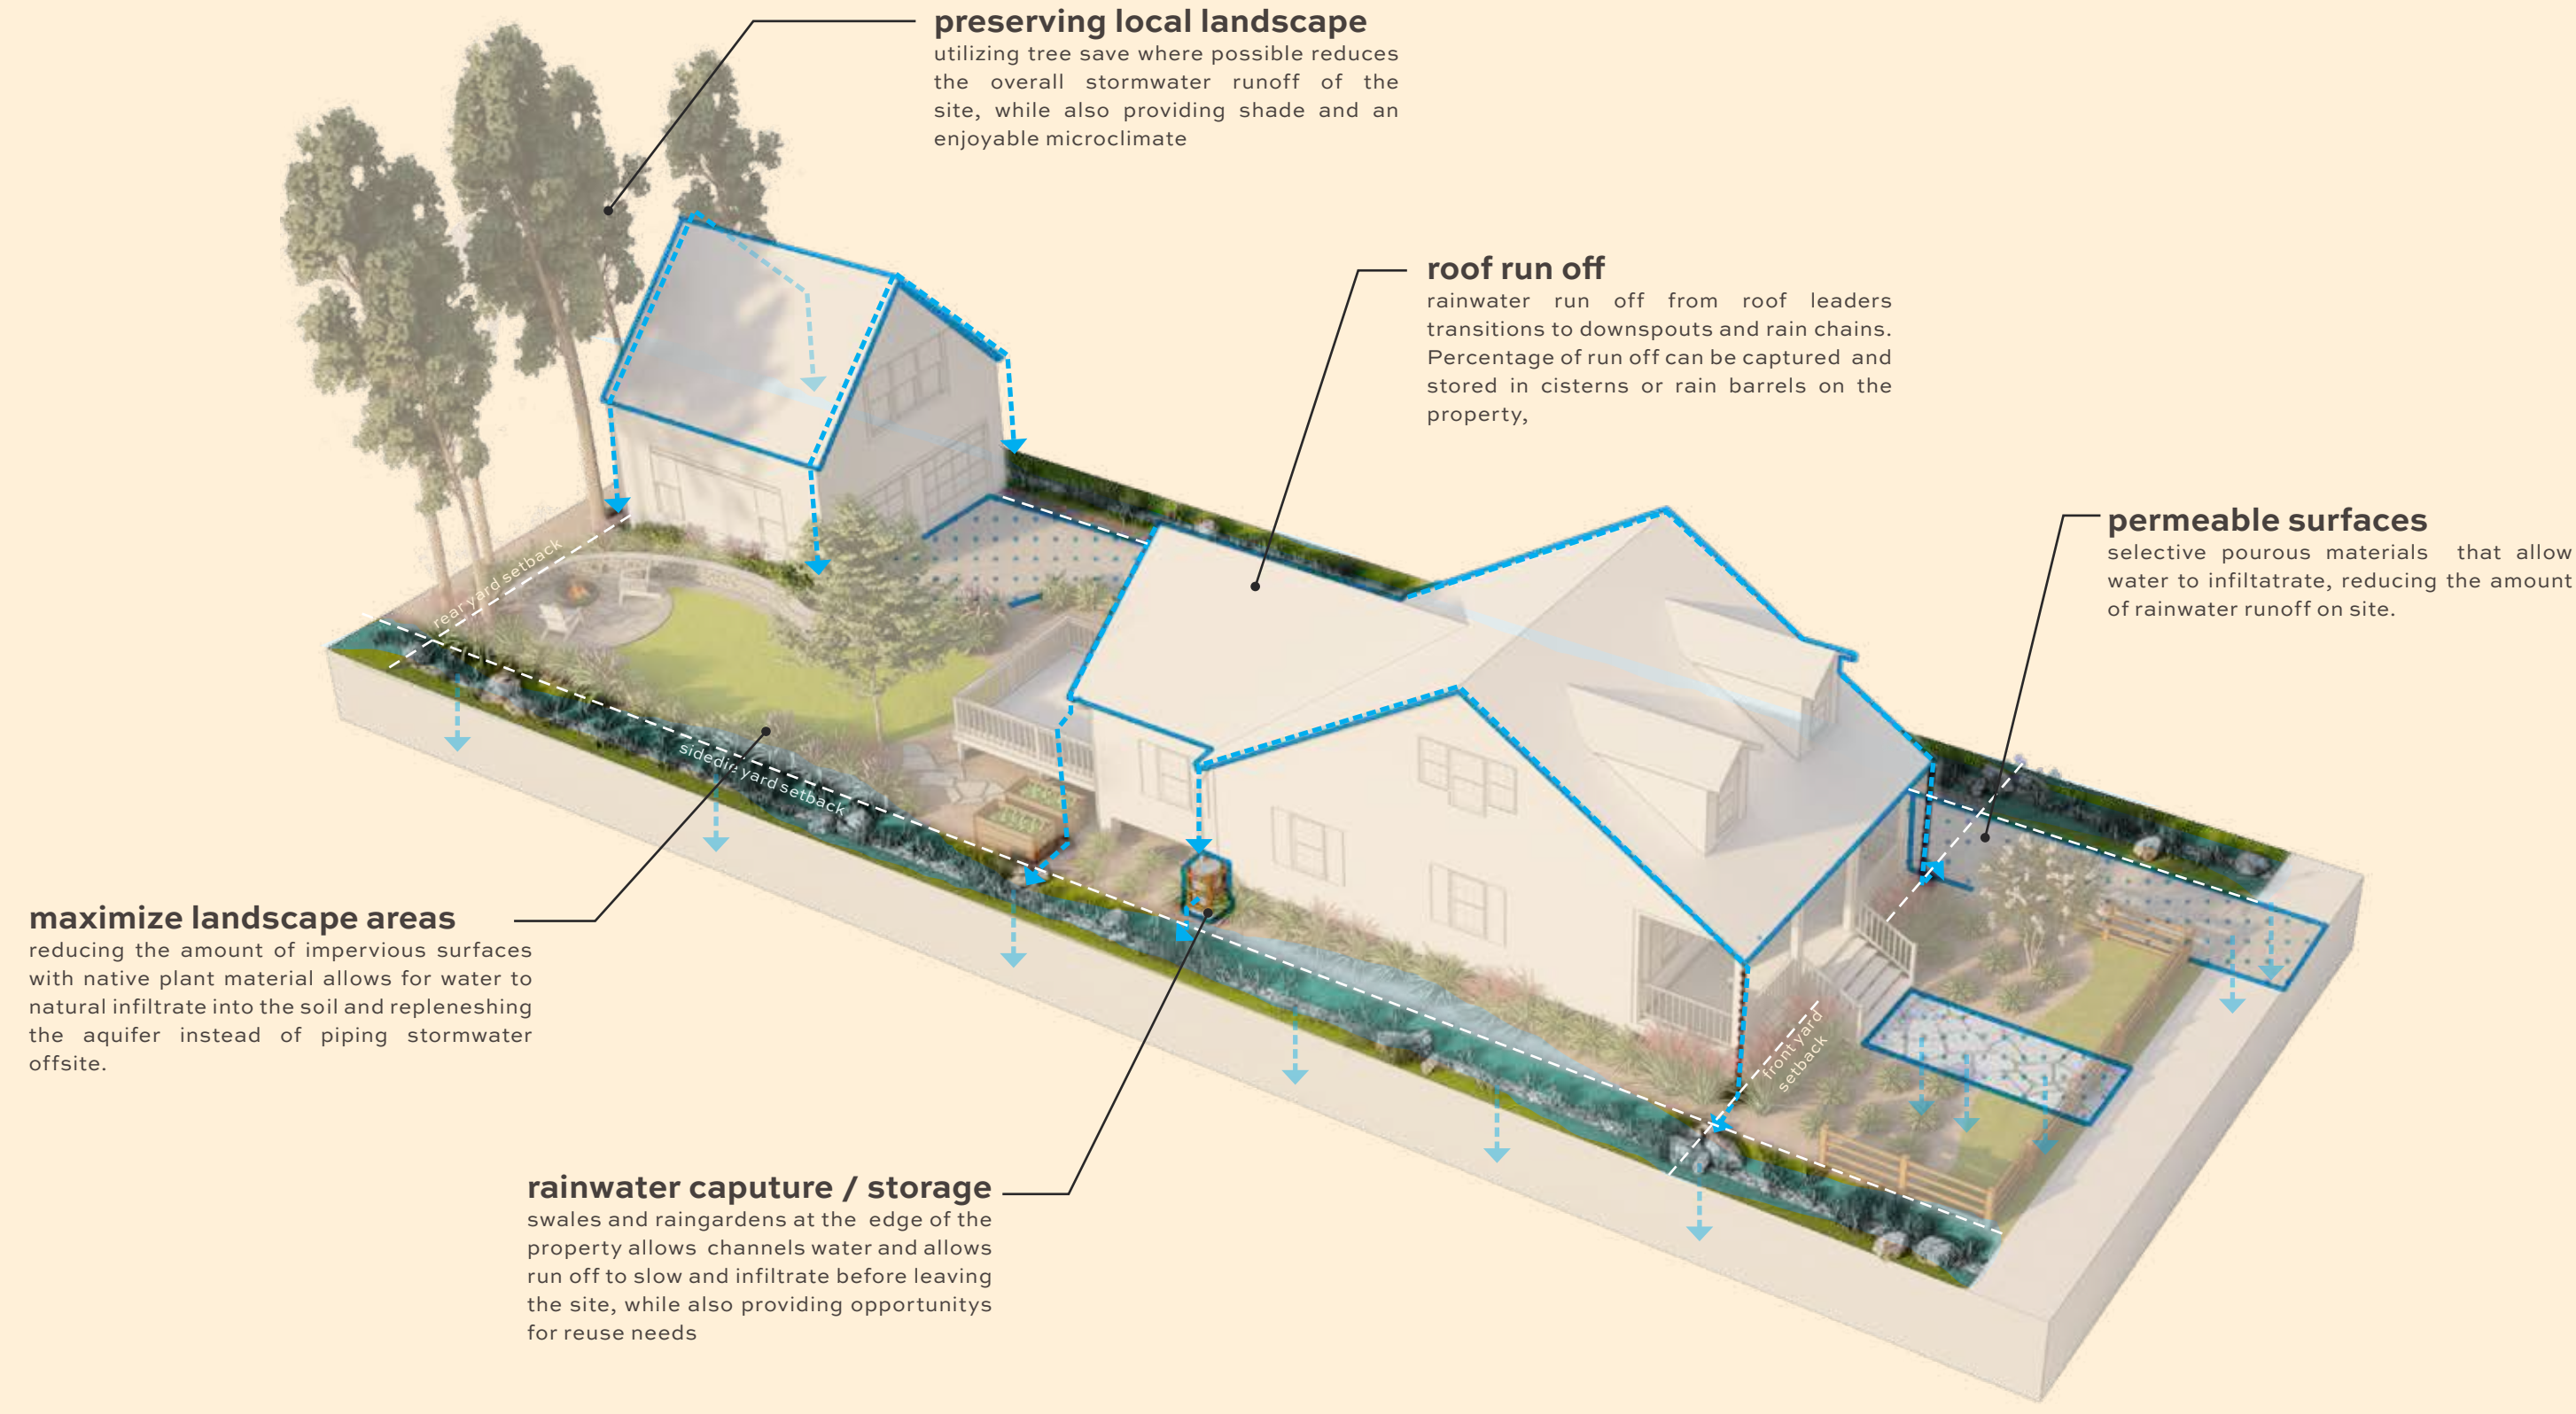 preserving local landscape
utilizing tree save where possible reduces
the overall stormwater runoff of the
site, while also providing shade and an
enjoyable microclimate
roof run off
rainwater run off from roof leaders
transitions to downspouts and rain chains.
Percentage of run off can be captured and
stored in cisterns or rain barrels on the
property,
permeable surfaces
selective pourous materials that allow
water to infiltatrate, reducing the amount
of rainwater runoff on site.
rear yard setback
sidedie yard setback
front yard
setback
maximize landscape areas
reducing the amount of impervious surfaces
with native plant material allows for water to
natural infiltrate into the soil and repleneshing
the aquifer instead of piping stormwater
offsite.
rainwater caputure / storage
swales and raingardens at the edge of the
property allows channels water and allows
run off to slow and infiltrate before leaving
the site, while also providing opportunitys
for reuse needs